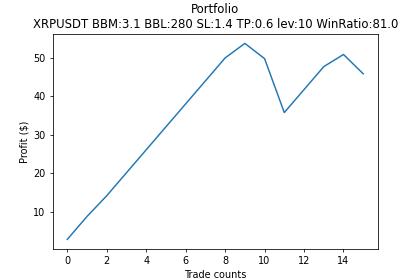 Portfolio
XRPUSDT BBM:3.1 BBL:280 SL:1.4 TP:0.6 lev:10 WinRatio:81.0
50
40
30
20
10
Profit ($)
0 2 4 6 8 10 12 14
Trade counts